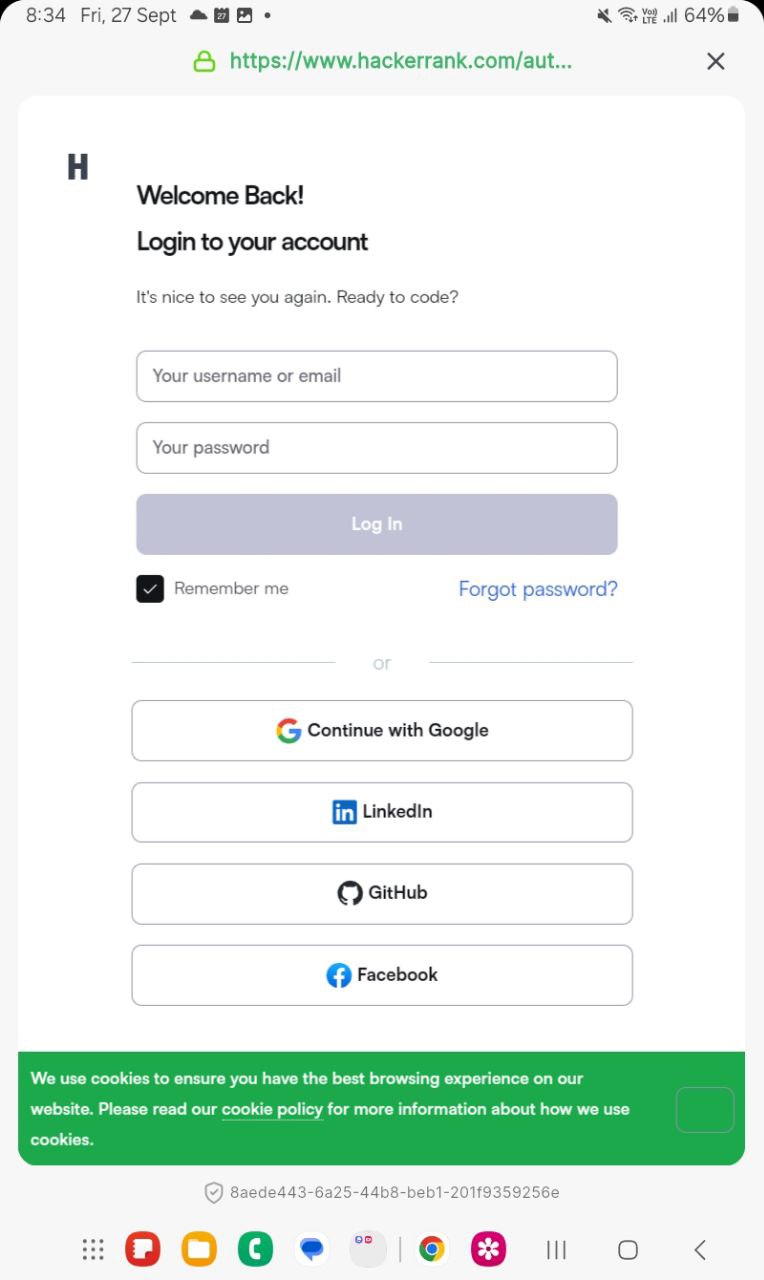 8:34 Fri, 27 Sept 27 Vo) LTE 64%
https://www.hackerrank.com/aut...
H
Welcome Back!
Login to your account
It's nice to see you again. Ready to code?
Your username or email
Your password
Log In
Remember me Forgot password?
or
Continue with Google
in LinkedIn
GitHub
Facebook
We use cookies to ensure you have the best browsing experience on our
website. Please read our cookie policy for more information about how we use
cookies.
8aede443-6a25-44b8-beb1-201f9359256e